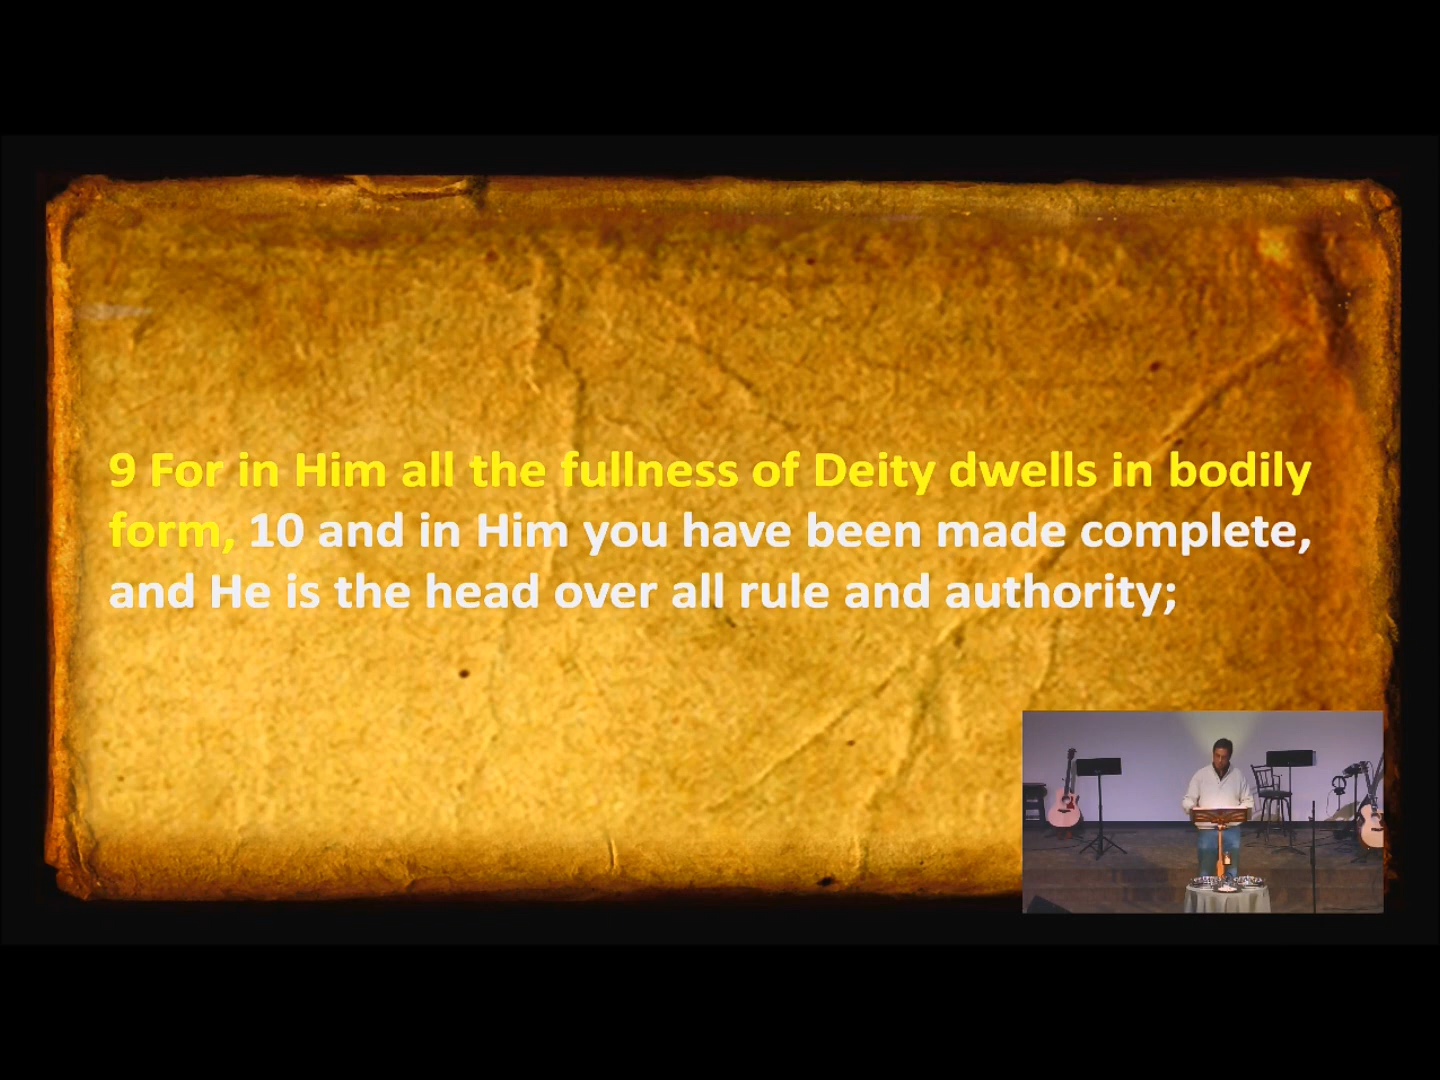 9 For in Him all the fullness of Deity dwells in bodily
form, 10 and in Him you have been made complete,
and He is the head over all rule and authority;